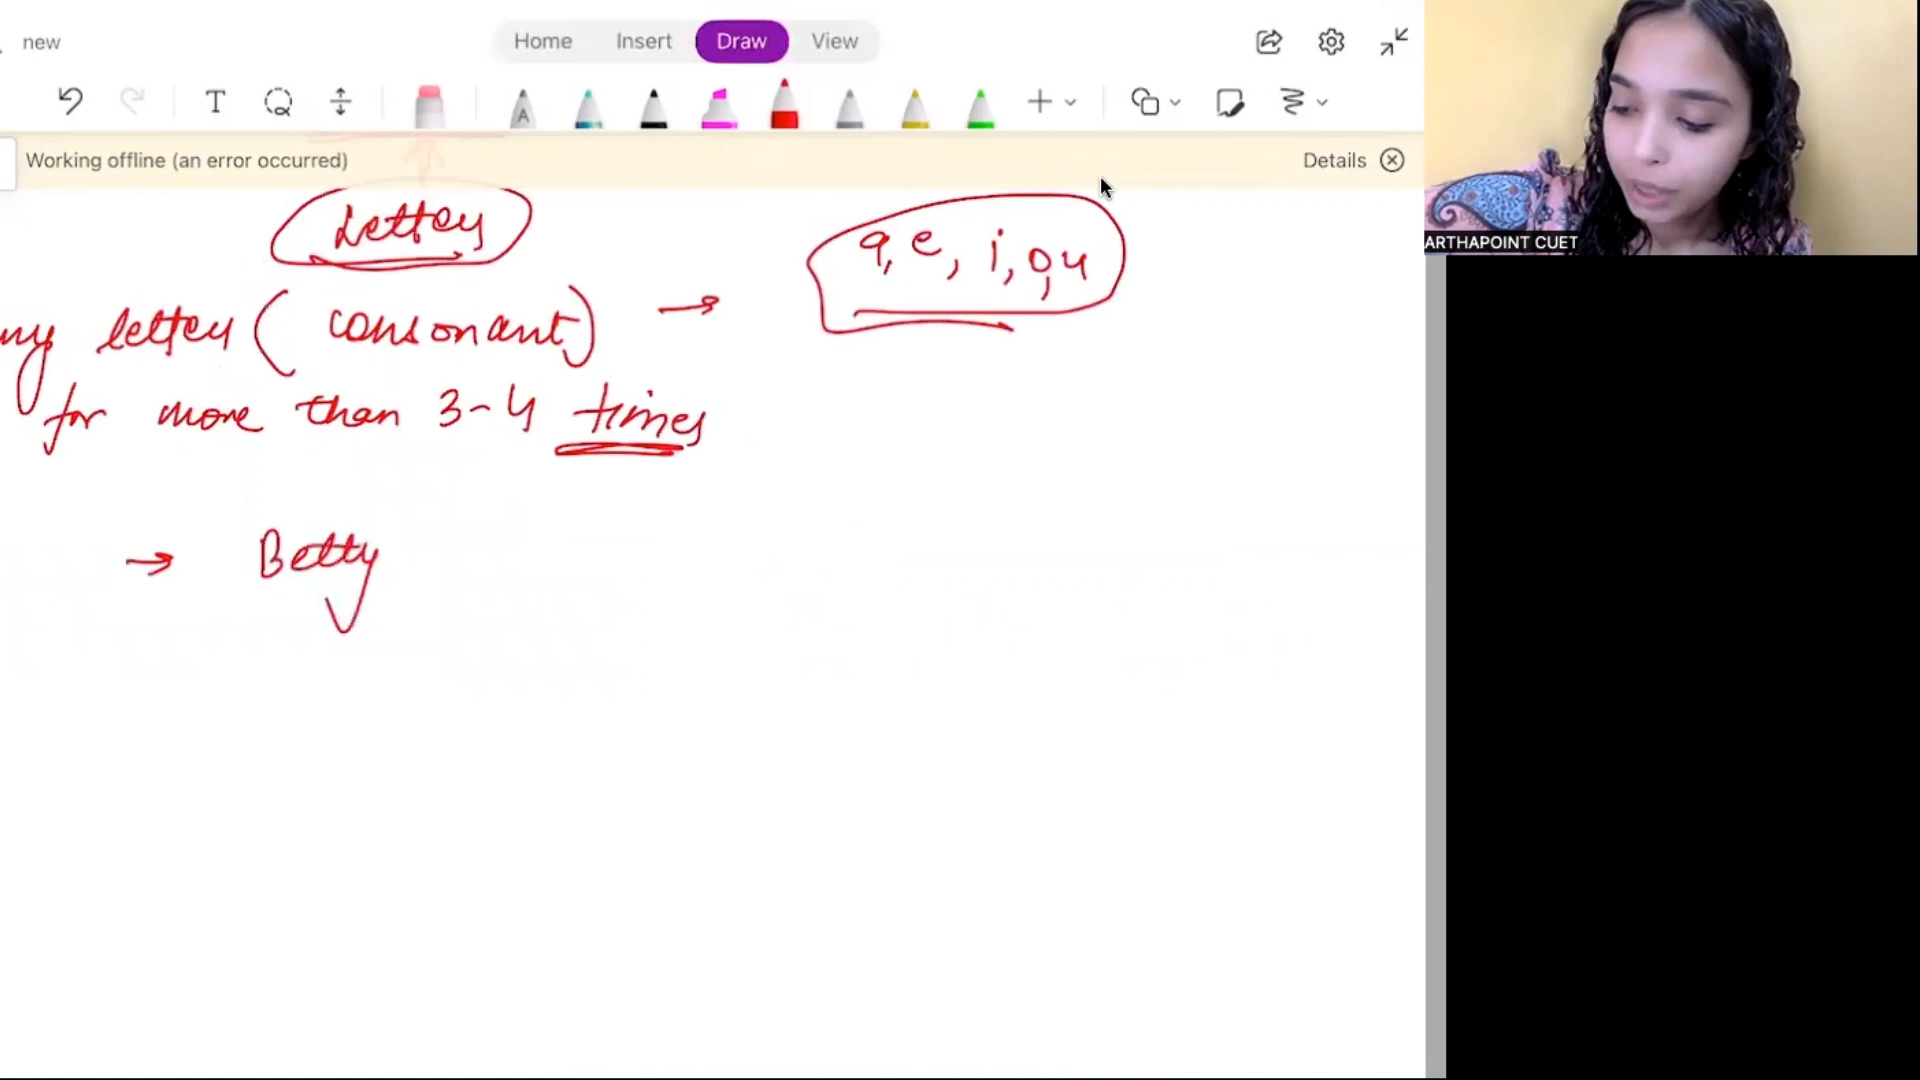 new
Home Insert Draw View
T
A
Working offline (an error occurred) Details
ARTHAPOINT CUET
Letter
a, e, i, o, u
ny letter ( consonant) →
for more than 3-4 times
→ Betty